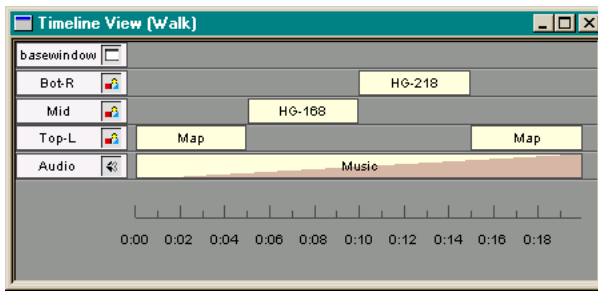 Timeline View (Walk)
basewindow
Bot-R HG-218
Mid HG-168
Top-L Map Map
Audio Music
0:00 0:02 0:04 0:06 0:08 0:10 0:12 0:14 0:16 0:18